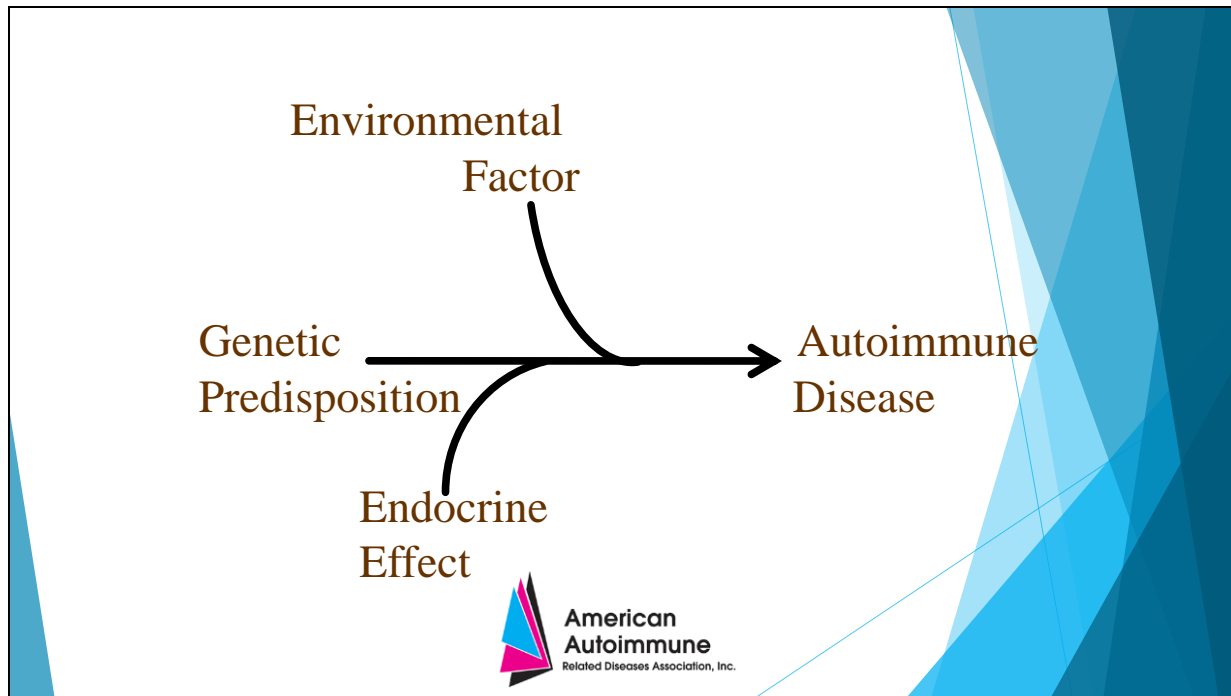 Environmental
Factor
Genetic
Predisposition
Autoimmune
Disease
Endocrine
Effect
American
Autoimmune
Related Diseases Association, Inc.